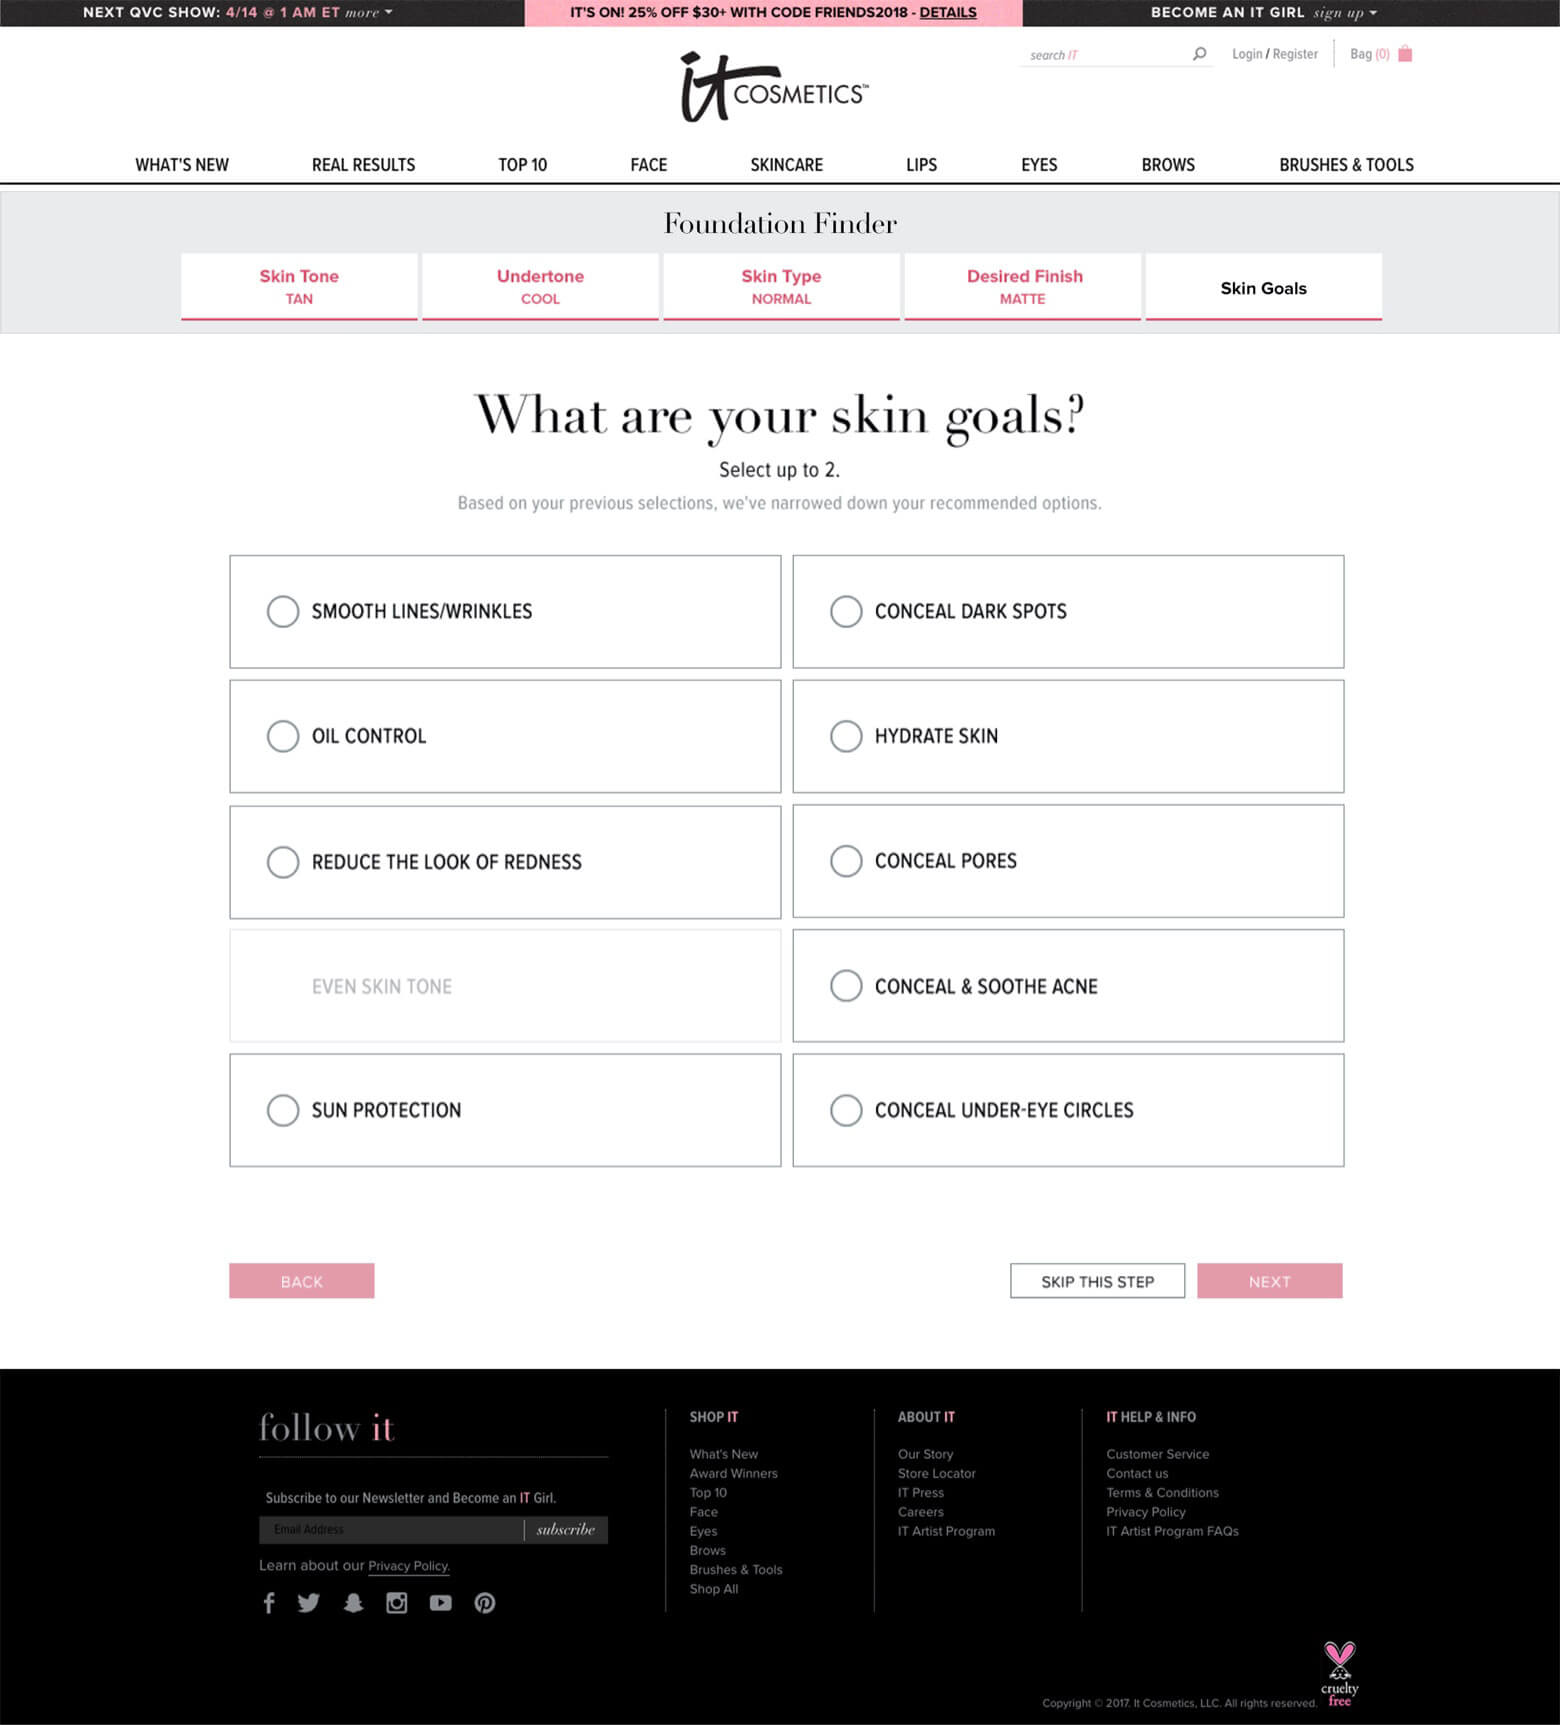 NEXT QVC SHOW: 4/14 @ 1 AM ET more
IT'S ON! 25% OFF $30+ WITH CODE FRIENDS2018 - DETAILS
BECOME AN IT GIRL sign up
search IT
Login / Register
Bag (0)
it COSMETICS™
WHAT'S NEW
REAL RESULTS
TOP 10
FACE
SKINCARE
LIPS
EYES
BROWS
BRUSHES & TOOLS
Foundation Finder
Skin Tone
TAN
Undertone
COOL
Skin Type
NORMAL
Desired Finish
MATTE
Skin Goals
What are your skin goals?
Select up to 2.
Based on your previous selections, we've narrowed down your recommended options.
SMOOTH LINES/WRINKLES
CONCEAL DARK SPOTS
OIL CONTROL
HYDRATE SKIN
REDUCE THE LOOK OF REDNESS
CONCEAL PORES
EVEN SKIN TONE
CONCEAL & SOOTHE ACNE
SUN PROTECTION
CONCEAL UNDER-EYE CIRCLES
BACK
SKIP THIS STEP
NEXT
follow it
Subscribe to our Newsletter and Become an IT Girl.
Email Address
subscribe
Learn about our Privacy Policy.
SHOP IT
What's New
Award Winners
Top 10
Face
Eyes
Brows
Brushes & Tools
Shop All
ABOUT IT
Our Story
Store Locator
IT Press
Careers
IT Artist Program
IT HELP & INFO
Customer Service
Contact us
Terms & Conditions
Privacy Policy
IT Artist Program FAQs
Copyright © 2017. It Cosmetics, LLC. All rights reserved.
cruelty
free